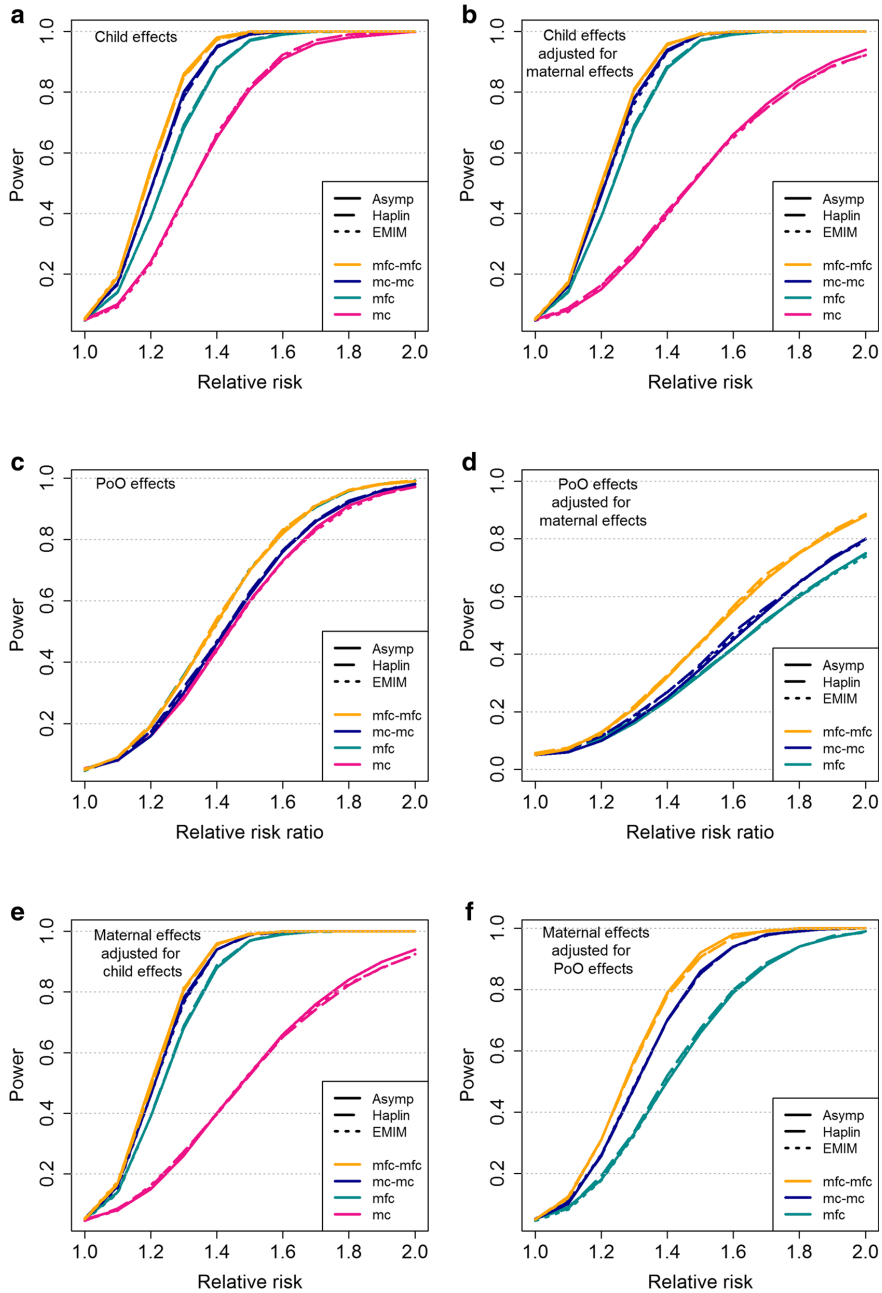 a
Child effects
1.0
0.8
0.6
0.4
0.2
Power
Asymp
Haplin
EMIM
mfc-mfc
mc-mc
mfc
mc
1.0 1.2 1.4 1.6 1.8 2.0
Relative risk
b
Child effects
adjusted for
maternal effects
1.0
0.8
0.6
0.4
0.2
Power
Asymp
Haplin
EMIM
mfc-mfc
mc-mc
mfc
mc
1.0 1.2 1.4 1.6 1.8 2.0
Relative risk
c
PoO effects
1.0
0.8
0.6
0.4
0.2
Power
Asymp
Haplin
EMIM
mfc-mfc
mc-mc
mfc
mc
1.0 1.2 1.4 1.6 1.8 2.0
Relative risk ratio
d
PoO effects
adjusted for
maternal effects
1.0
0.8
0.6
0.4
0.2
0.0
Power
Asymp
Haplin
EMIM
mfc-mfc
mc-mc
mfc
1.0 1.2 1.4 1.6 1.8 2.0
Relative risk ratio
e
Maternal effects
adjusted for
child effects
1.0
0.8
0.6
0.4
0.2
Power
Asymp
Haplin
EMIM
mfc-mfc
mc-mc
mfc
mc
1.0 1.2 1.4 1.6 1.8 2.0
Relative risk
f
Maternal effects
adjusted for
PoO effects
1.0
0.8
0.6
0.4
0.2
Power
Asymp
Haplin
EMIM
mfc-mfc
mc-mc
mfc
1.0 1.2 1.4 1.6 1.8 2.0
Relative risk